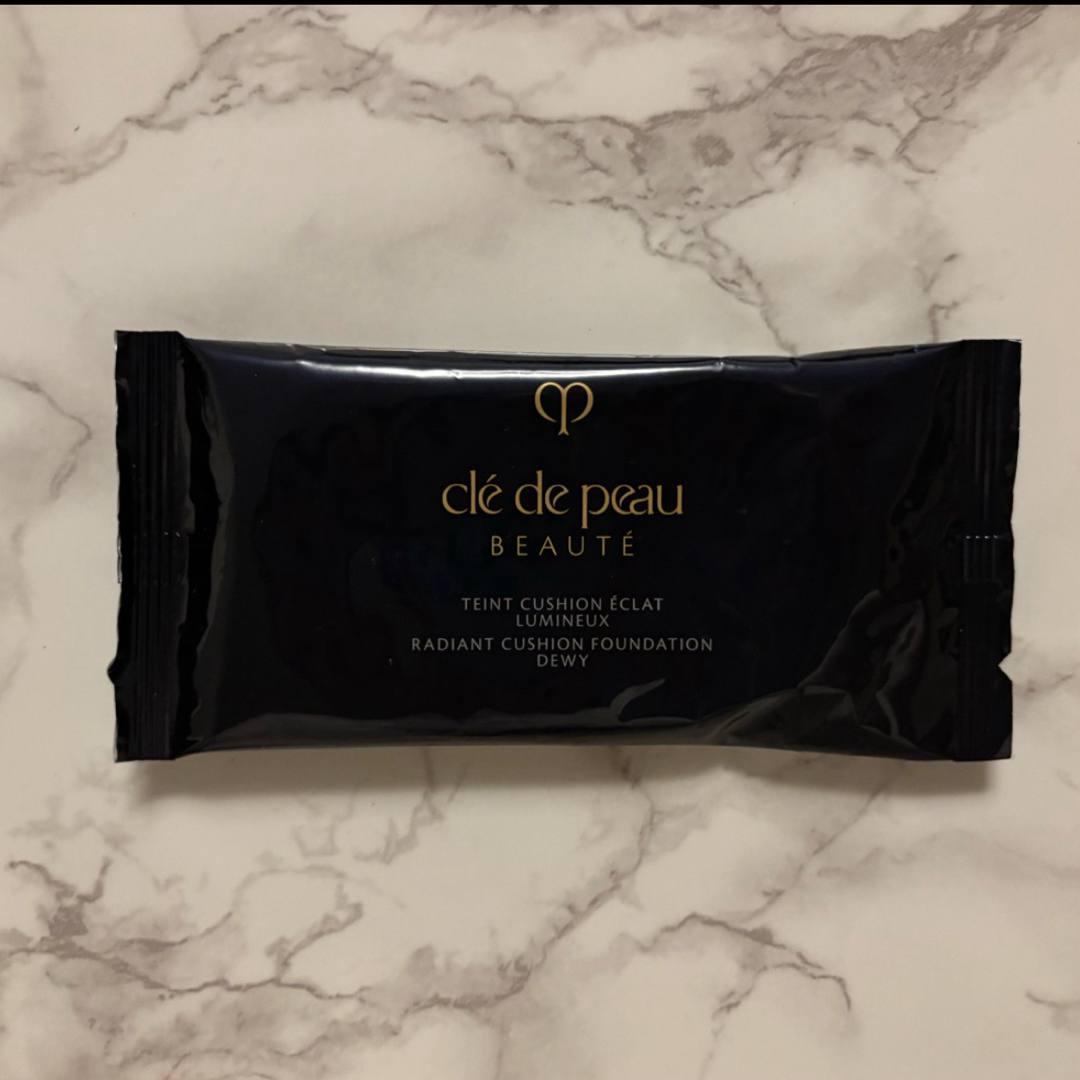 clé de peau
BEAUTÉ
TEINT CUSHION ÉCLAT
LUMINEUX
RADIANT CUSHION FOUNDATION
DEWY